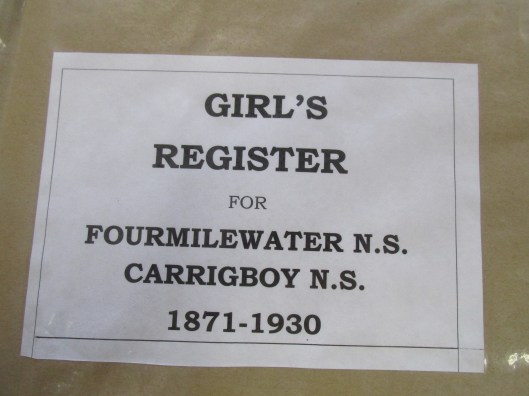 GIRL'S
REGISTER
FOR
FOURMILEWATER N.S.
CARRIGBOY N.S.
1871-1930